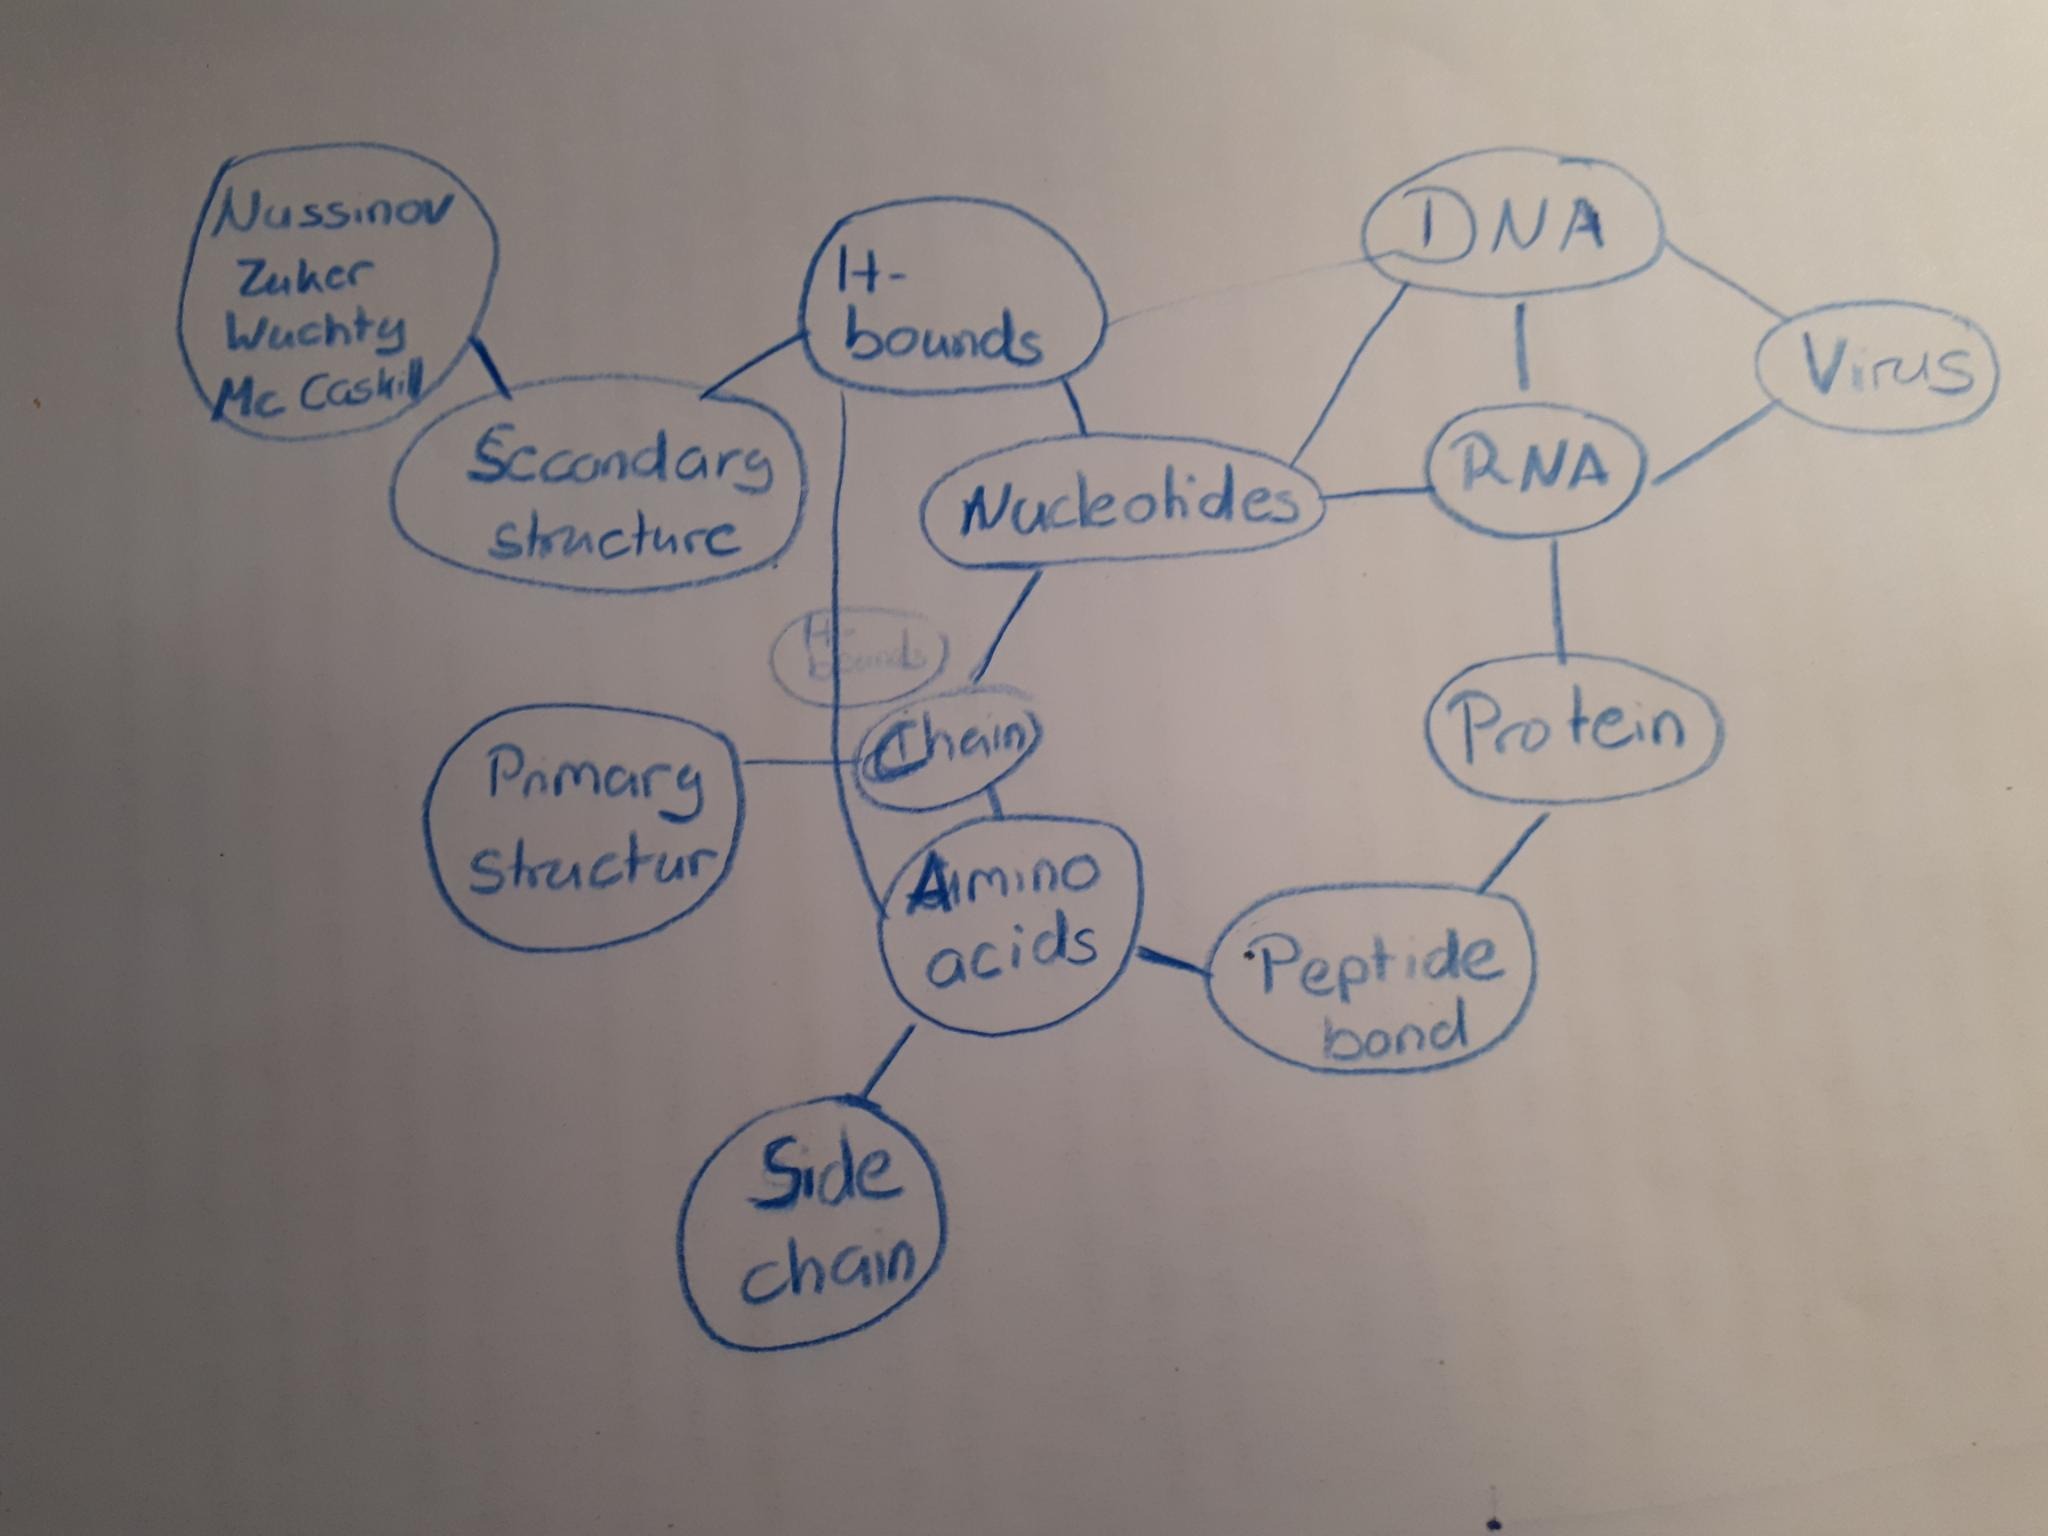 Nussinov
Zuker
Wuchty
Mc Caskill
H-
bounds
DNA
Virus
Secondary
structure
Nucleotides
RNA
H-
bounds
Chain
Primary
structur
Protein
Amino
acids
Peptide
bond
Side
chain